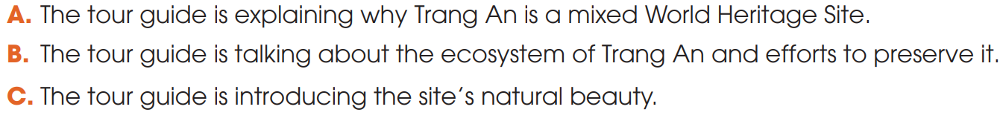 A. The tour guide is explaining why Trang An is a mixed World Heritage Site.
B. The tour guide is talking about the ecosystem of Trang An and efforts to preserve it.
C. The tour guide is introducing the site's natural beauty.